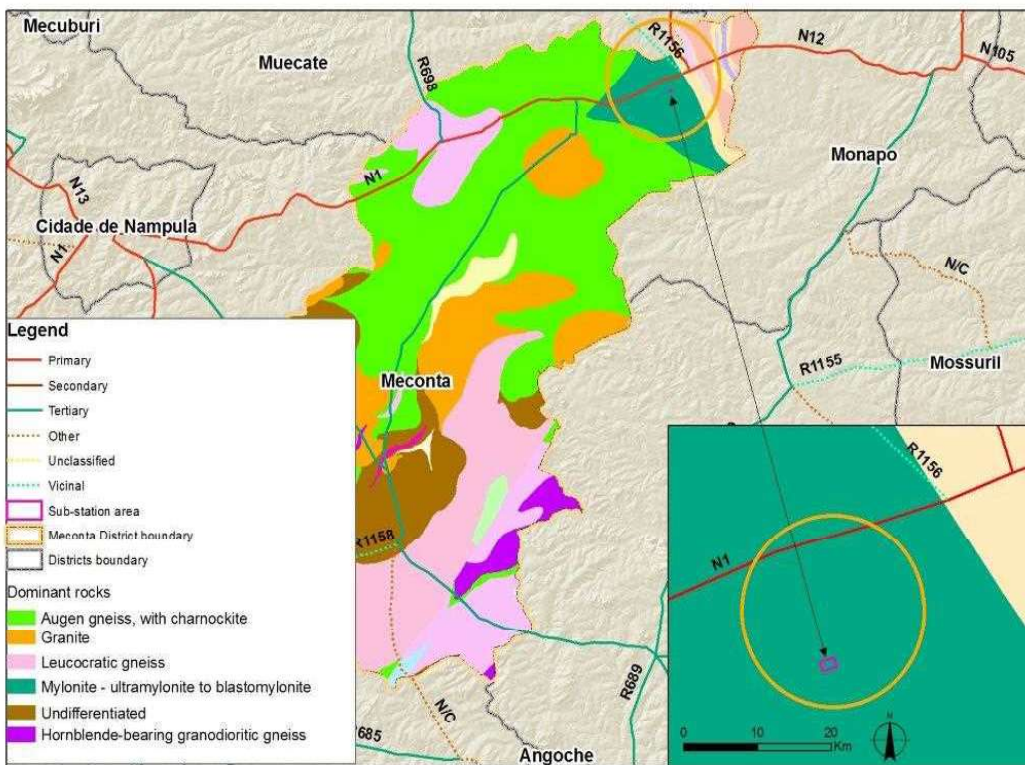 Mecuburi
Muecate
R698
R1156
N12
N105
Monapo
N13
N1
Cidade de Nampula
N1
N/C
R1155
Mossuril
Meconta
Legend
Primary
Secondary
Tertiary
Other
Unclassified
Vicinal
Sub-station area
Meconta District boundary
Districts boundary
Dominant rocks
Augen gneiss, with charnockite
Granite
Leucocratic gneiss
Mylonite - ultramylonite to blastomylonite
Undifferentiated
Hornblende-bearing granodioritic gneiss
R1158
N/C
R689
Angoche
R1156
N1
N
0 10 20
Km